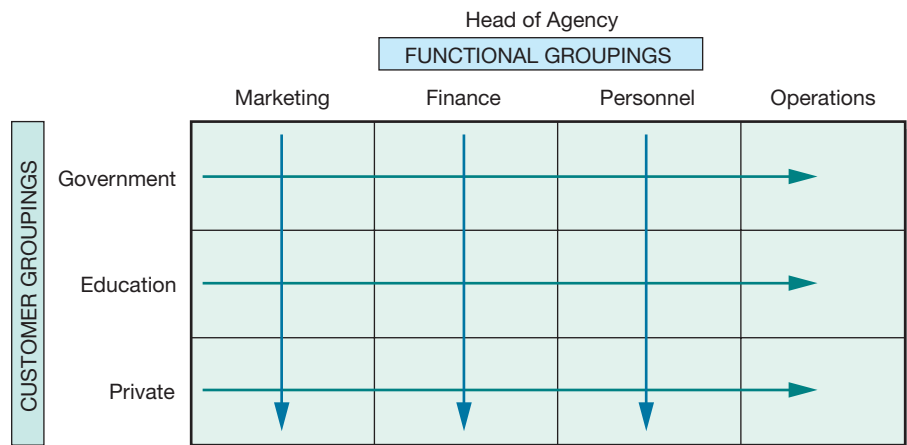 Head of Agency
FUNCTIONAL GROUPINGS
Marketing Finance Personnel Operations
CUSTOMER GROUPINGS
Government
Education
Private